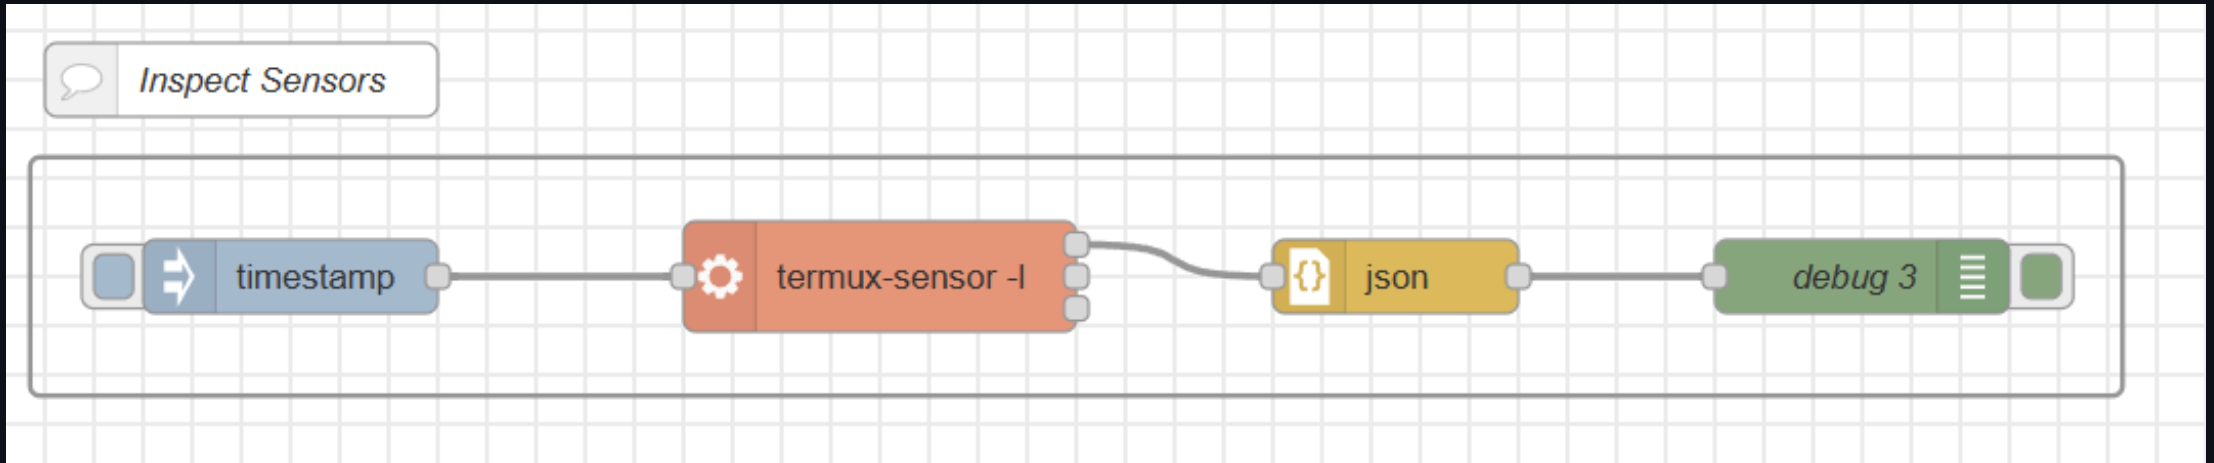 Inspect Sensors
timestamp
termux-sensor -l
json
debug 3